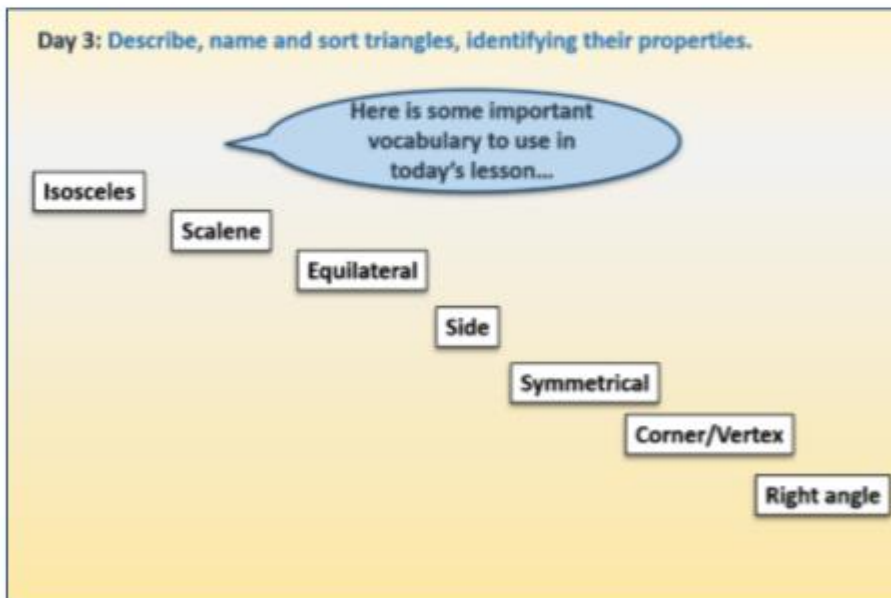 Day 3: Describe, name and sort triangles, identifying their properties.
Here is some important
vocabulary to use in
today's lesson...
Isosceles
Scalene
Equilateral
Side
Symmetrical
Corner/Vertex
Right angle